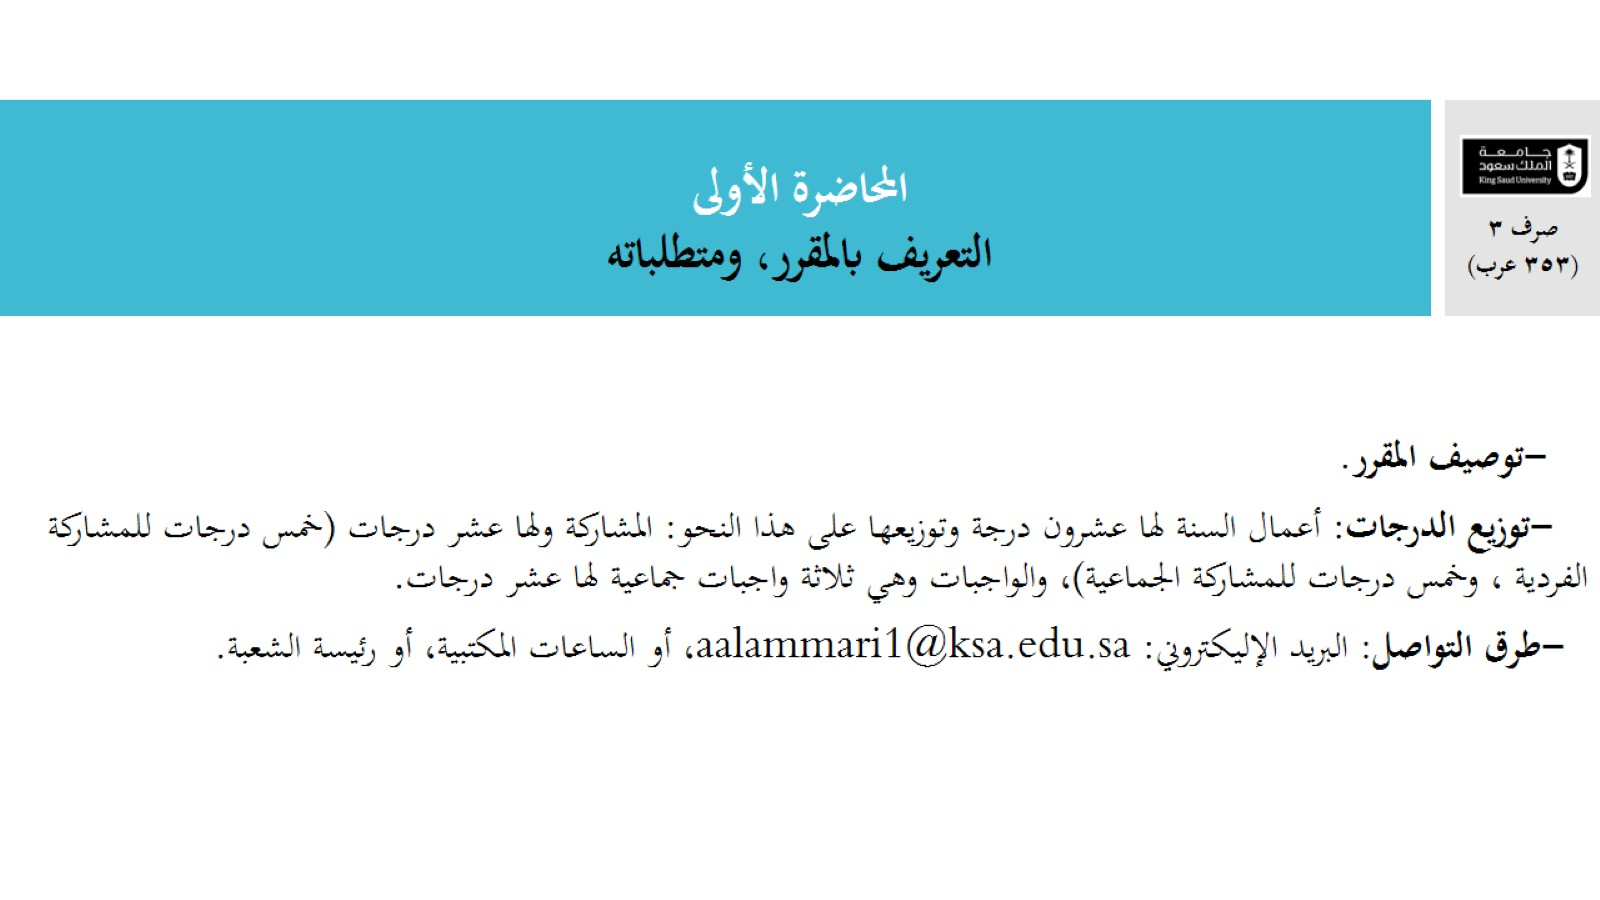 جامعة
الملك سعود
King Saud University
صرف ٣
(٣٥٣ عرب)
المحاضرة الأولى
التعريف بالمقرر، ومتطلباته
-توصيف المقرر.
-توزيع الدرجات: أعمال السنة لها عشرون درجة وتوزيعها على هذا النحو: المشاركة ولها عشر درجات (خمس درجات للمشاركة
الفردية ، وخمس درجات للمشاركة الجماعية)، والواجبات وهي ثلاثة واجبات جماعية لها عشر درجات.
-طرق التواصل: البريد الإليكتروني: aalammari1@ksa.edu.sa، أو الساعات المكتبية، أو رئيسة الشعبة.